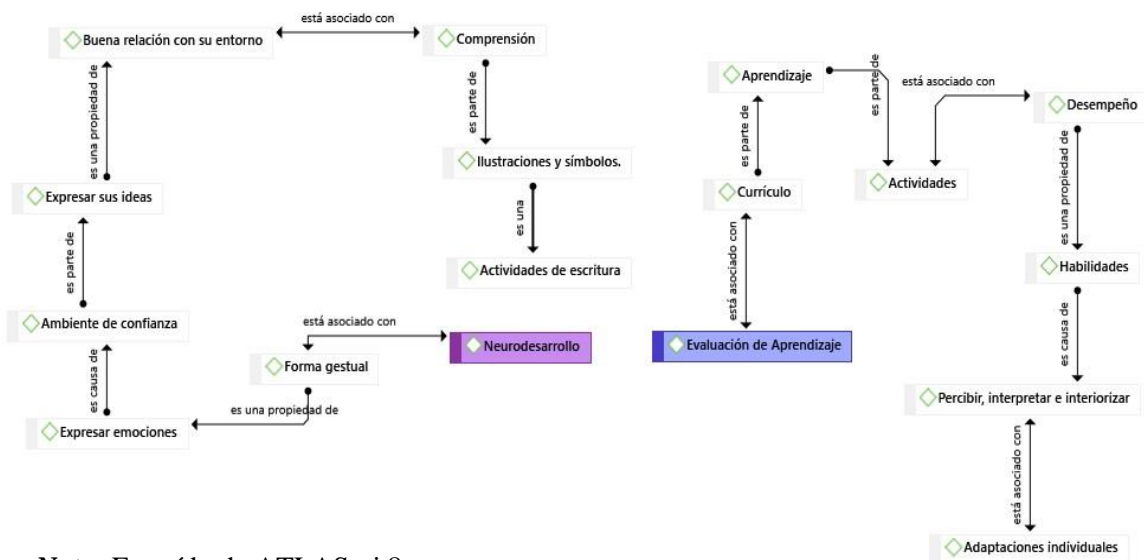 está asociado con
Buena relación con su entorno
Comprensión
es una propiedad de
es parte de
Ilustraciones y símbolos.
Expresar sus ideas
es una
Actividades de escritura
es parte de
Ambiente de confianza
está asociado con
Neurodesarrollo
Forma gestual
es causa de
es una propiedad de
Expresar emociones
Aprendizaje
es parte de
está asociado con
Desempeño
es parte de
Actividades
Currículo
es una propiedad de
está asociado con
Habilidades
Evaluación de Aprendizaje
es causa de
Percibir, interpretar e interiorizar
está asociado con
Adaptaciones individuales